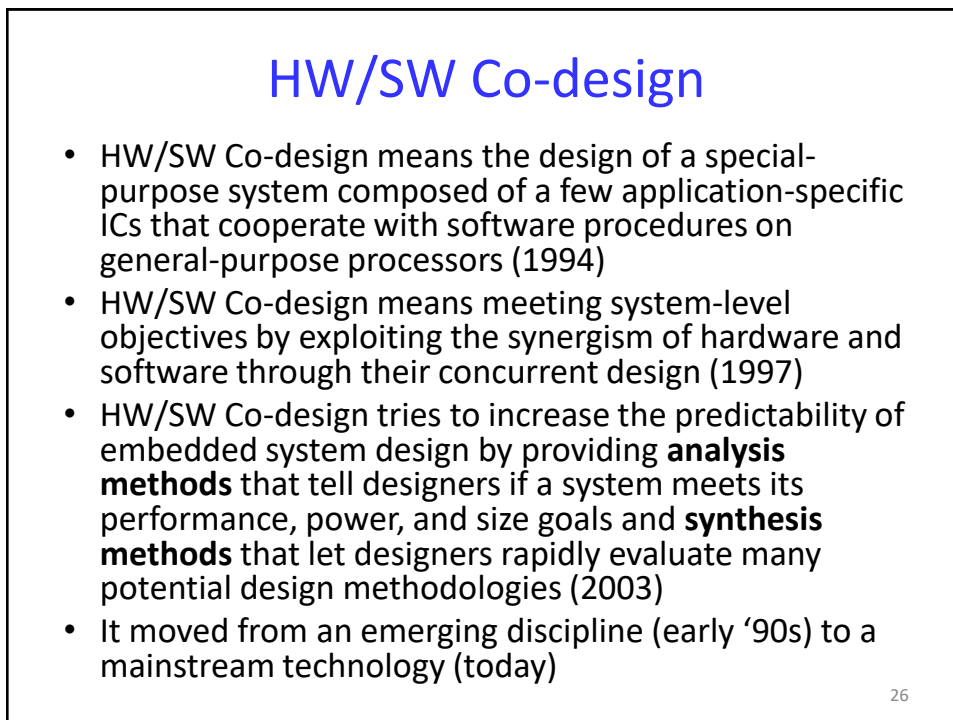 HW/SW Co-design
• HW/SW Co-design means the design of a special-
purpose system composed of a few application-specific
ICs that cooperate with software procedures on
general-purpose processors (1994)
• HW/SW Co-design means meeting system-level
objectives by exploiting the synergism of hardware and
software through their concurrent design (1997)
• HW/SW Co-design tries to increase the predictability of
embedded system design by providing analysis
methods that tell designers if a system meets its
performance, power, and size goals and synthesis
methods that let designers rapidly evaluate many
potential design methodologies (2003)
• It moved from an emerging discipline (early ‘90s) to a
mainstream technology (today)
26